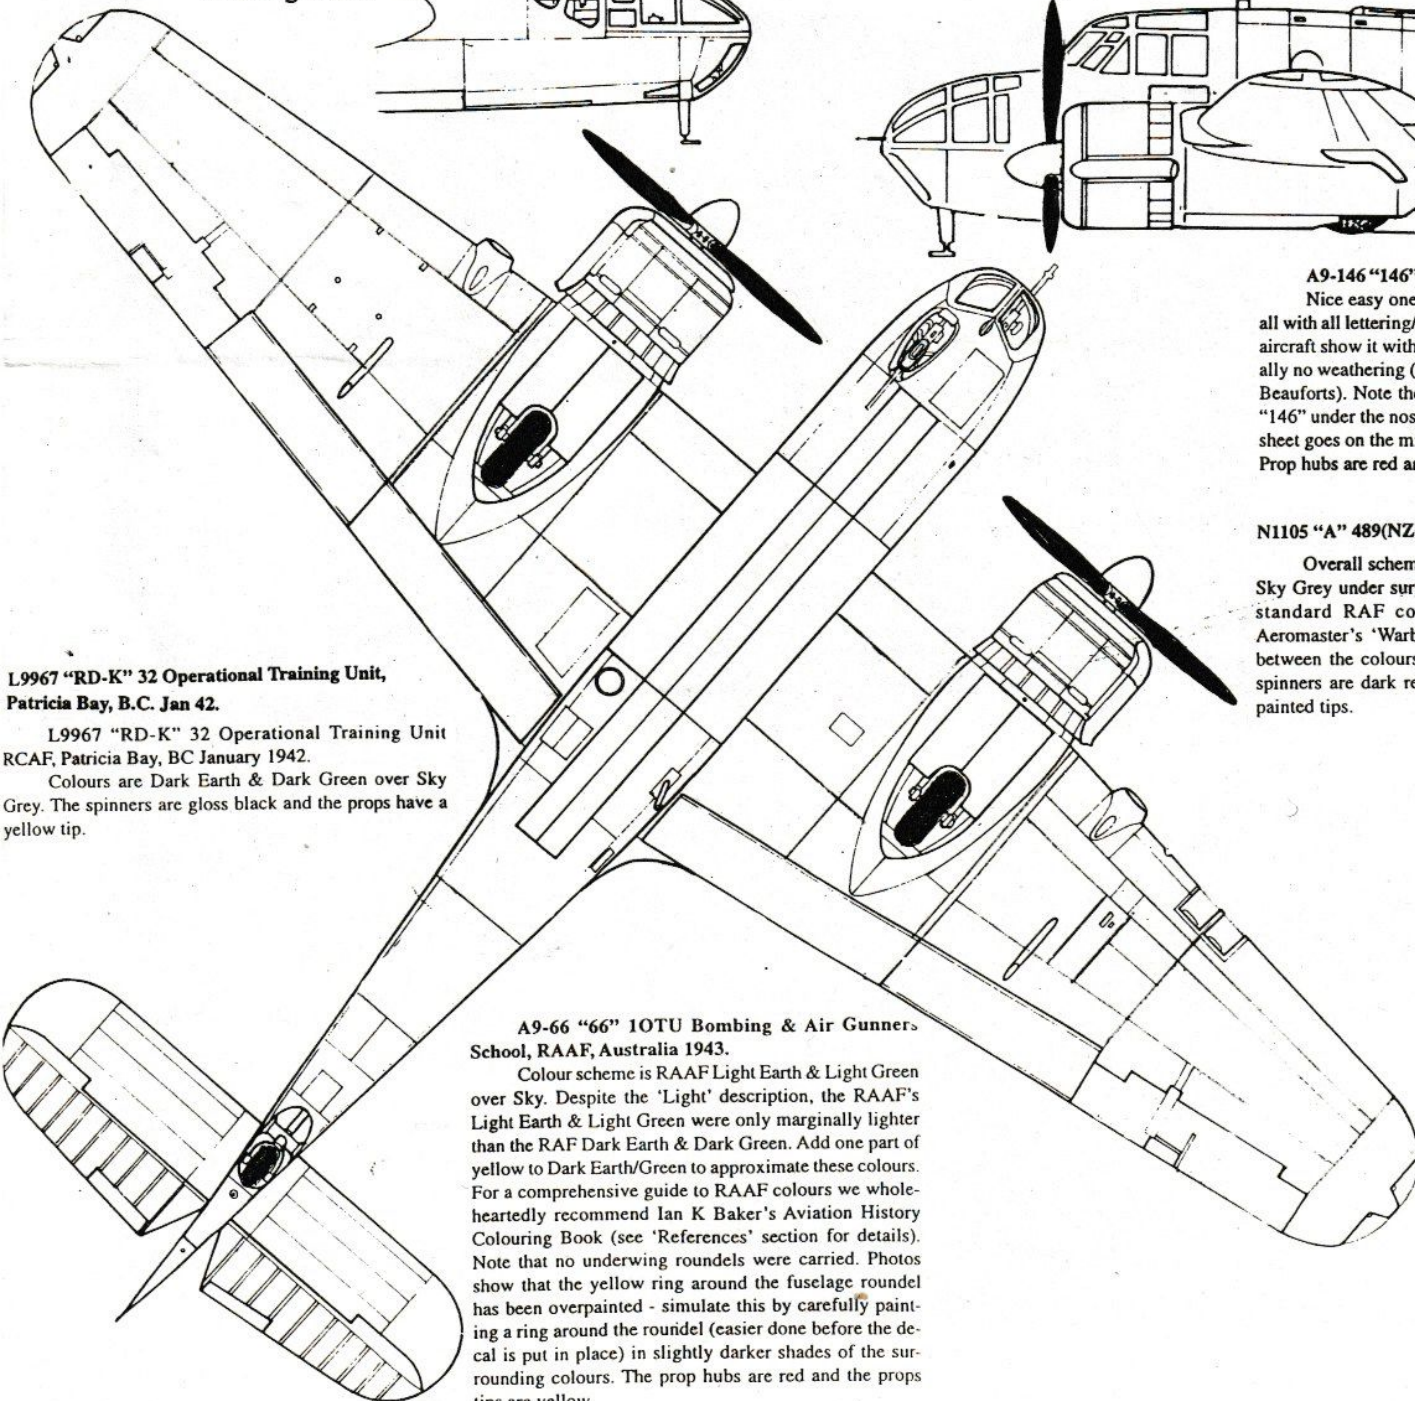 L9967 “RD-K” 32 Operational Training Unit,
Patricia Bay, B.C. Jan 42.
L9967 “RD-K” 32 Operational Training Unit
RCAF, Patricia Bay, BC January 1942.
Colours are Dark Earth & Dark Green over Sky
Grey. The spinners are gloss black and the props have a
yellow tip.
A9-66 “66” 1OTU Bombing & Air Gunners
School, RAAF, Australia 1943.
Colour scheme is RAAF Light Earth & Light Green
over Sky. Despite the ‘Light’ description, the RAAF’s
Light Earth & Light Green were only marginally lighter
than the RAF Dark Earth & Dark Green. Add one part of
yellow to Dark Earth/Green to approximate these colours.
For a comprehensive guide to RAAF colours we whole-
heartedly recommend Ian K Baker’s Aviation History
Colouring Book (see ‘References’ section for details).
Note that no underwing roundels were carried. Photos
show that the yellow ring around the fuselage roundel
has been overpainted - simulate this by carefully paint-
ing a ring around the roundel (easier done before the de-
cal is put in place) in slightly darker shades of the sur-
rounding colours. The prop hubs are red and the props
tips are yellow
A9-146 “146”
Nice easy one
all with all lettering/
aircraft show it with
ally no weathering (
Beauforts). Note the
“146” under the nos
sheet goes on the m
Prop hubs are red a
N1105 “A” 489(NZ
Overall schem
Sky Grey under sur
standard RAF co
Aeromaster’s ‘Warb
between the colours
spinners are dark re
painted tips.